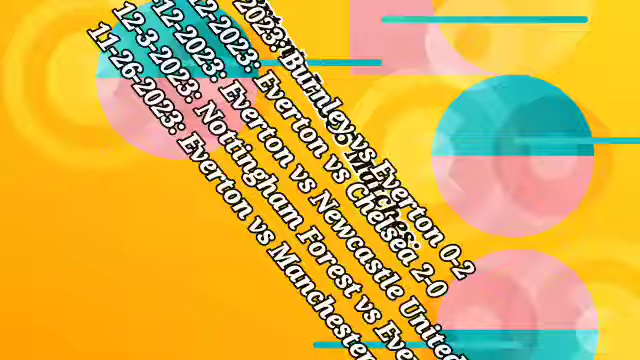 2023: Burnley vs Everton 0-2
2023: Everton vs Chelsea 2-0
12-2023: Everton vs Newcastle United
12-3-2023: Nottingham Forest vs
11-26-2023: Everton vs Manchester